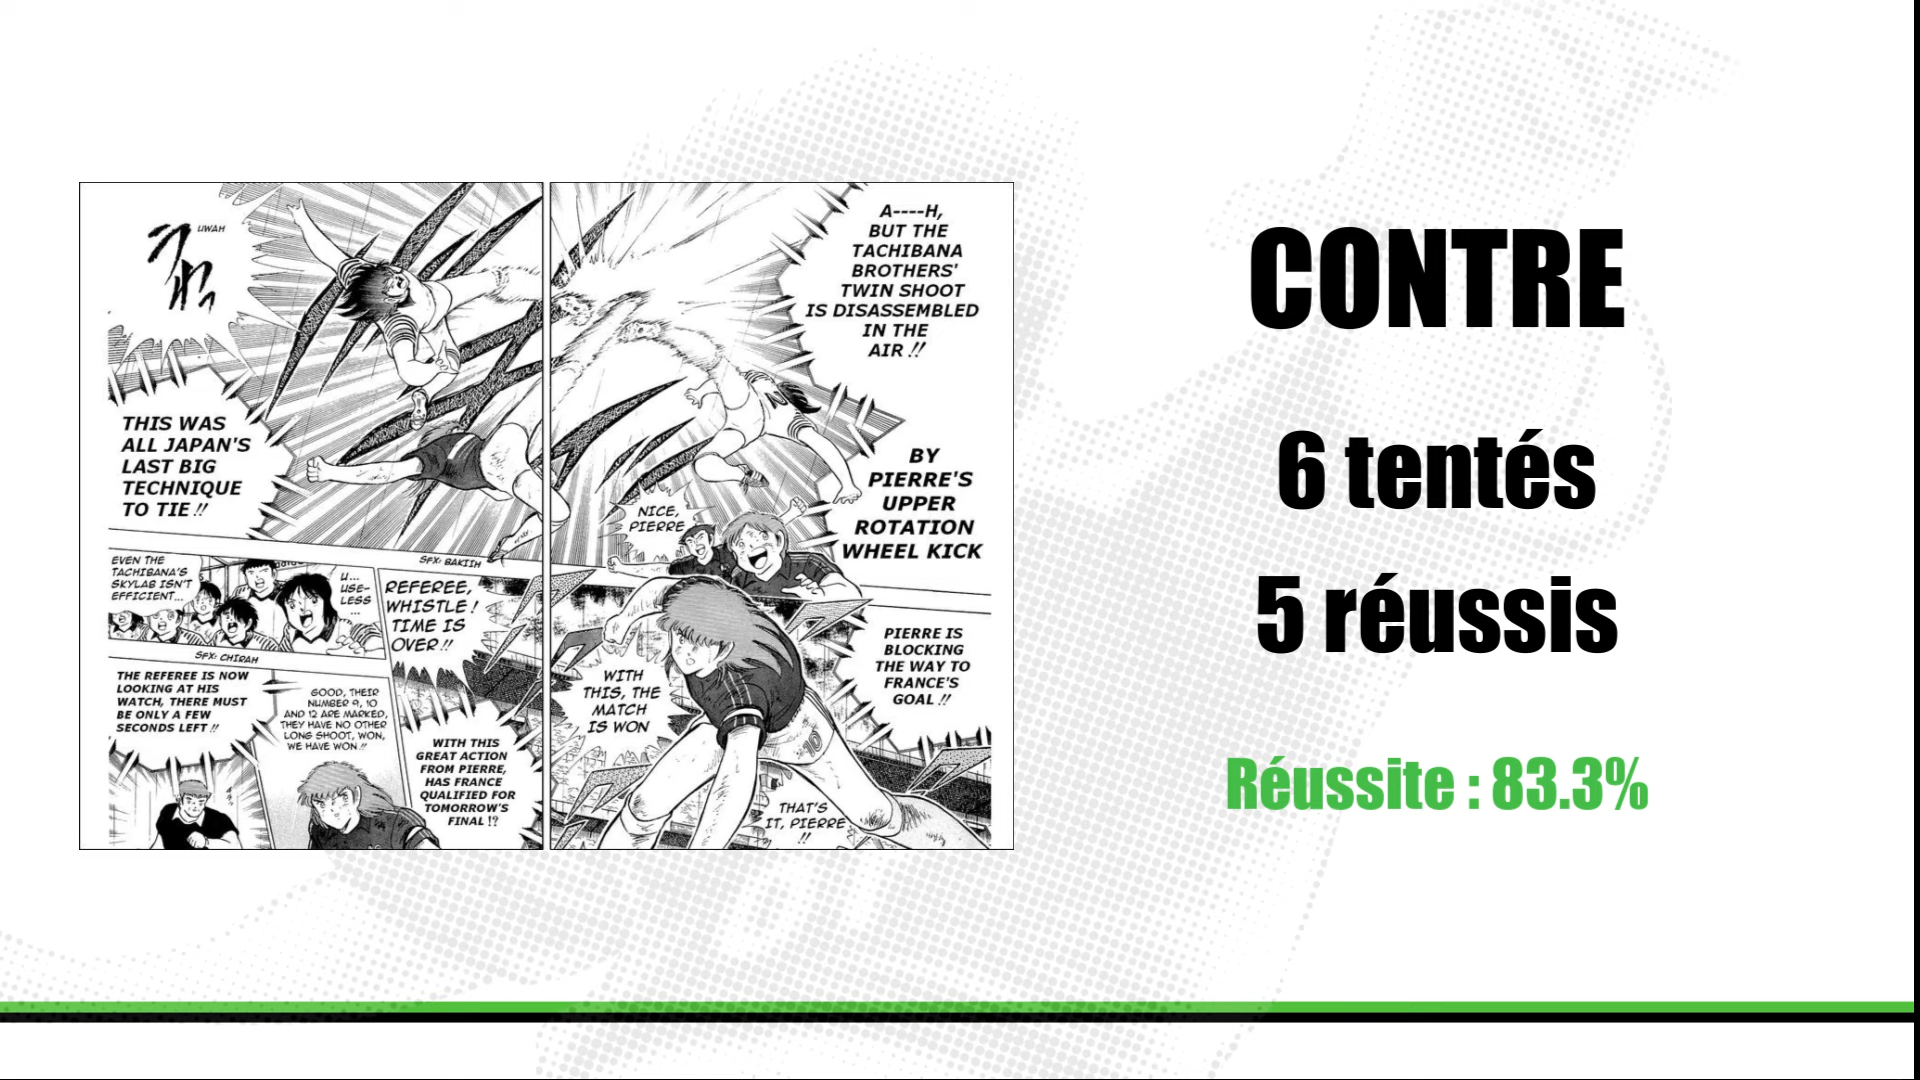 ウ
わっ
UWAH
THIS WAS
ALL JAPAN'S
LAST BIG
TECHNIQUE
TO TIE !!
A----H,
BUT THE
TACHIBANA
BROTHERS'
TWIN SHOOT
IS DISASSEMBLED
IN THE
AIR !!
BY
PIERRE'S
UPPER
ROTATION
WHEEL KICK
NICE,
PIERRE
SFX: BAKIIH
EVEN THE
TACHIBANA'S
SKYLAB ISN'T
EFFICIENT...
U...
USE-
LESS
...
SFX: CHIRAH
REFEREE,
WHISTLE !
TIME IS
OVER !!
THE REFEREE IS NOW
LOOKING AT HIS
WATCH, THERE MUST
BE ONLY A FEW
SECONDS LEFT !!
GOOD, THEIR
NUMBER 9, 10
AND 12 ARE MARKED,
THEY HAVE NO OTHER
LONG SHOOT, WON,
WE HAVE WON !!
WITH THIS
GREAT ACTION
FROM PIERRE,
HAS FRANCE
QUALIFIED FOR
TOMORROW'S
FINAL !?
WITH
THIS, THE
MATCH
IS WON
PIERRE IS
BLOCKING
THE WAY TO
FRANCE'S
GOAL !!
10
THAT'S
IT, PIERRE
!!
CONTRE
6 tentés
5 réussis
Réussite : 83.3%